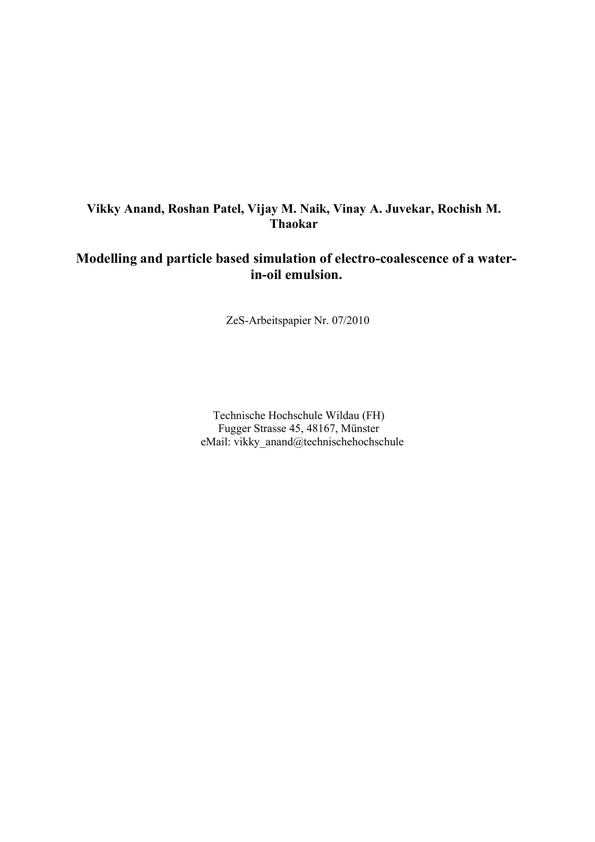 Vikky Anand, Roshan Patel, Vijay M. Naik, Vinay A. Juvekar, Rochish M.
Thaokar
Modelling and particle based simulation of electro-coalescence of a water-
in-oil emulsion.
ZeS-Arbeitspapier Nr. 07/2010
Technische Hochschule Wildau (FH)
Fugger Strasse 45, 48167, Münster
eMail: vikky_anand@technischehochschule